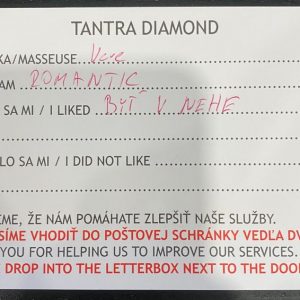 TANTRA DIAMOND
KA/MASSEUSE
AM ROMANTIC
SA MI / I LIKED BYŤ V NEHE
LO SA MI / I DID NOT LIKE
EME, ŽE NÁM POMÁHATE ZLEPŠIŤ NAŠE SLUŽBY.
SÍME VHODIŤ DO POŠTOVEJ SCHRÁNKY VEDĽA DV
YOU FOR HELPING US TO IMPROVE OUR SERVICES.
DROP INTO THE LETTERBOX NEXT TO THE DOO